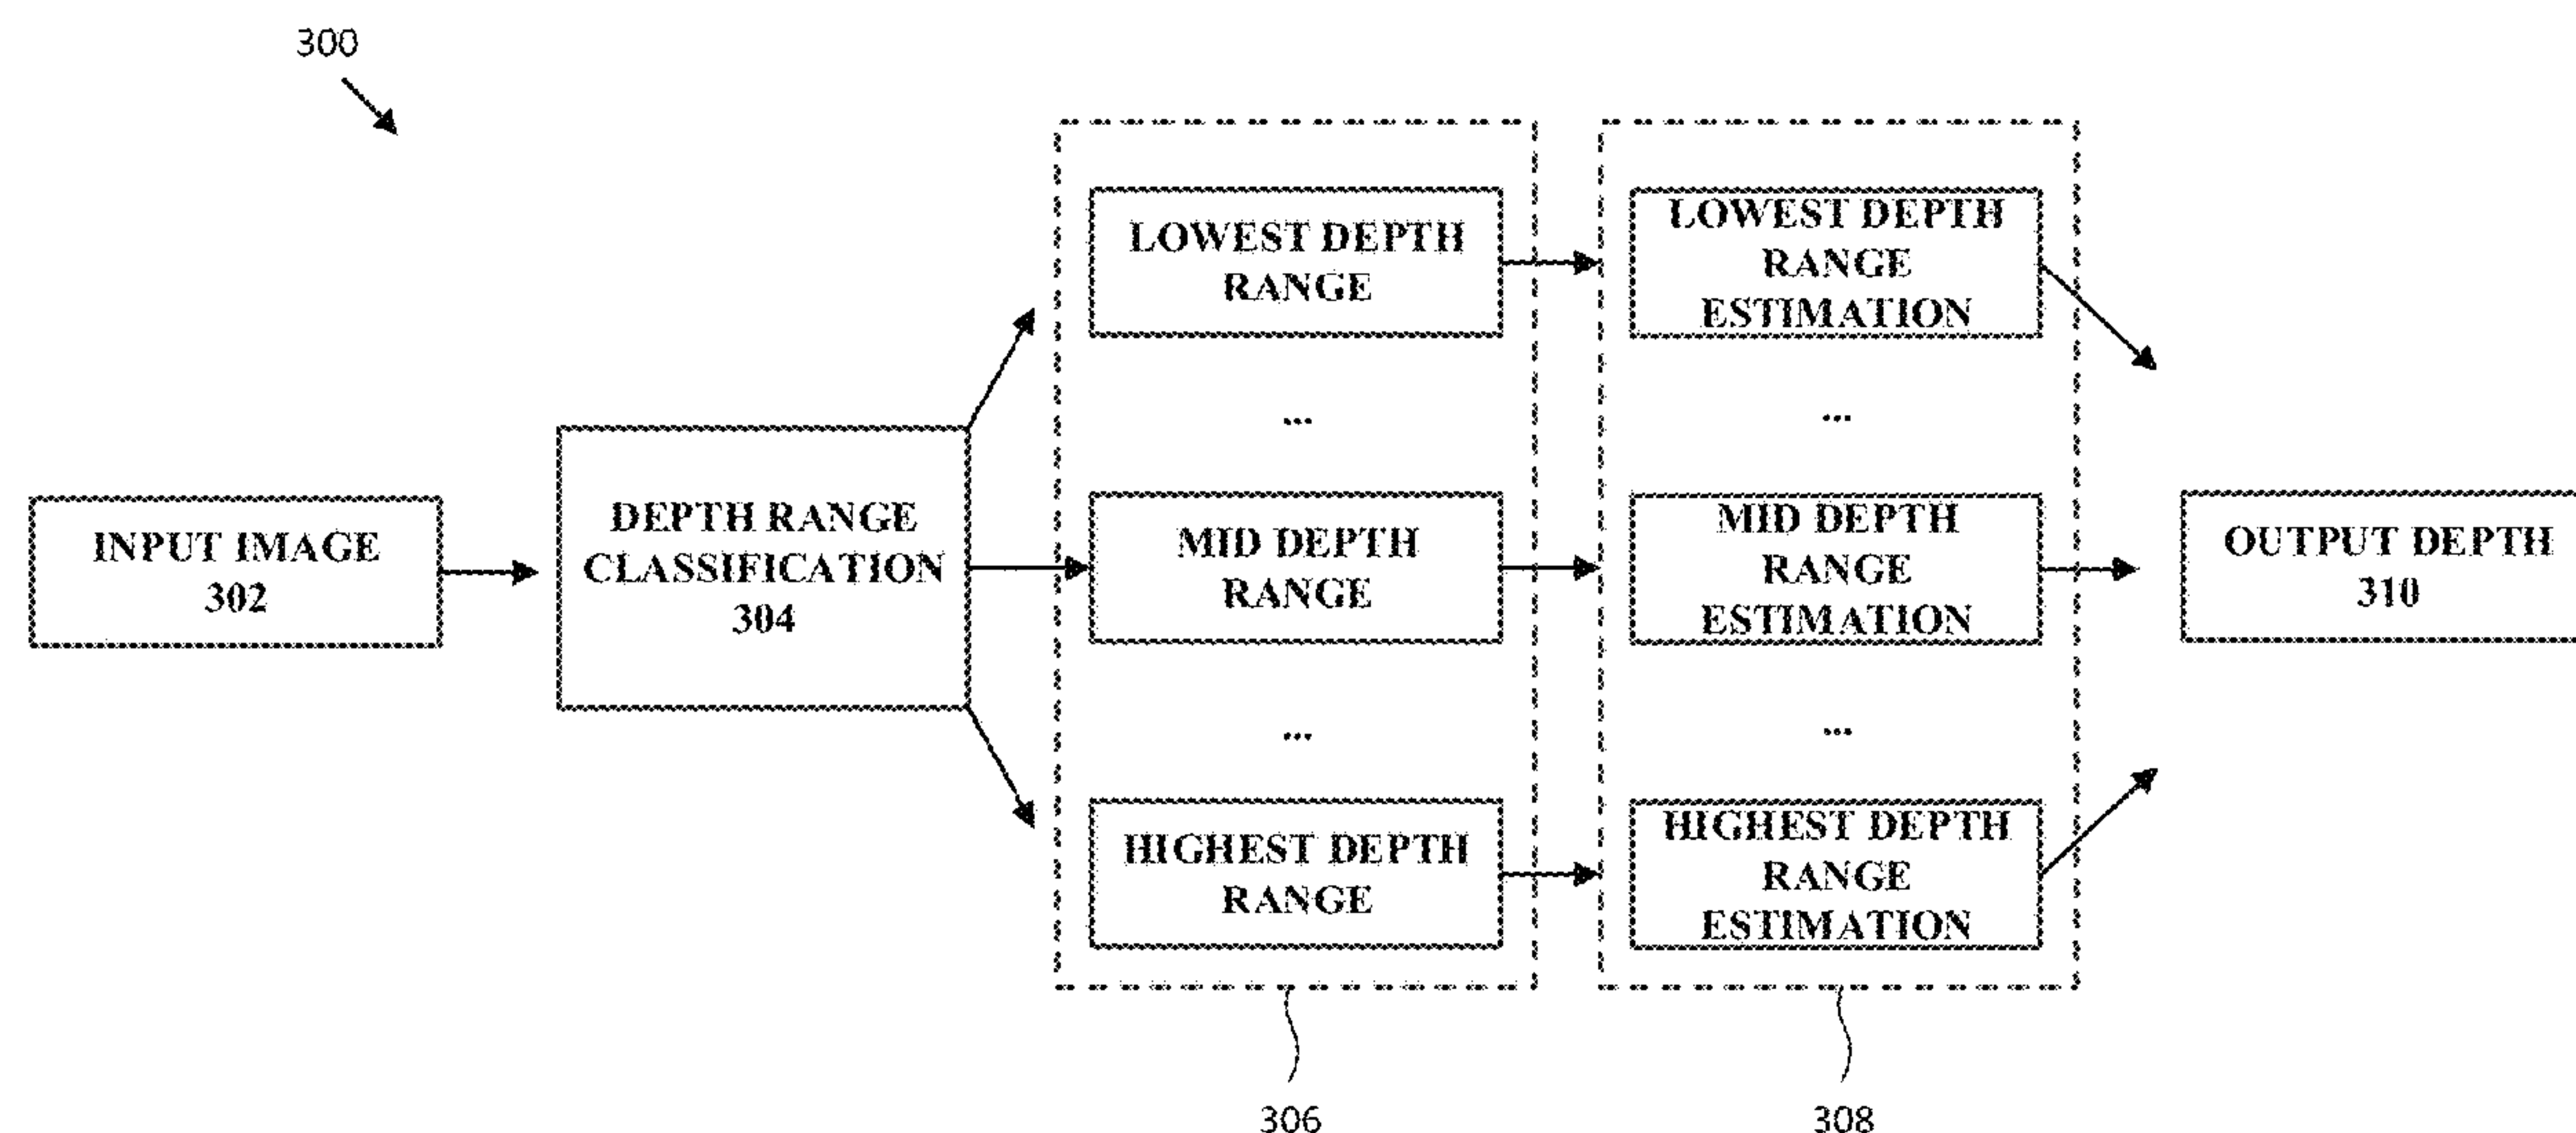 300
INPUT IMAGE
302
DEPTH RANGE
CLASSIFICATION
304
LOWEST DEPTH
RANGE
...
MID DEPTH
RANGE
...
HIGHEST DEPTH
RANGE
306
LOWEST DEPTH
RANGE
ESTIMATION
...
MID DEPTH
RANGE
ESTIMATION
...
HIGHEST DEPTH
RANGE
ESTIMATION
308
OUTPUT DEPTH
310